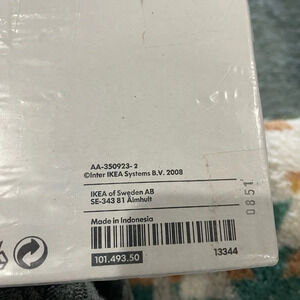 AA-350923-2
©Inter IKEA Systems B.V. 2008
IKEA of Sweden AB
SE-343 81 Älmhult
Made in Indonesia
101.493.50
13344
0851